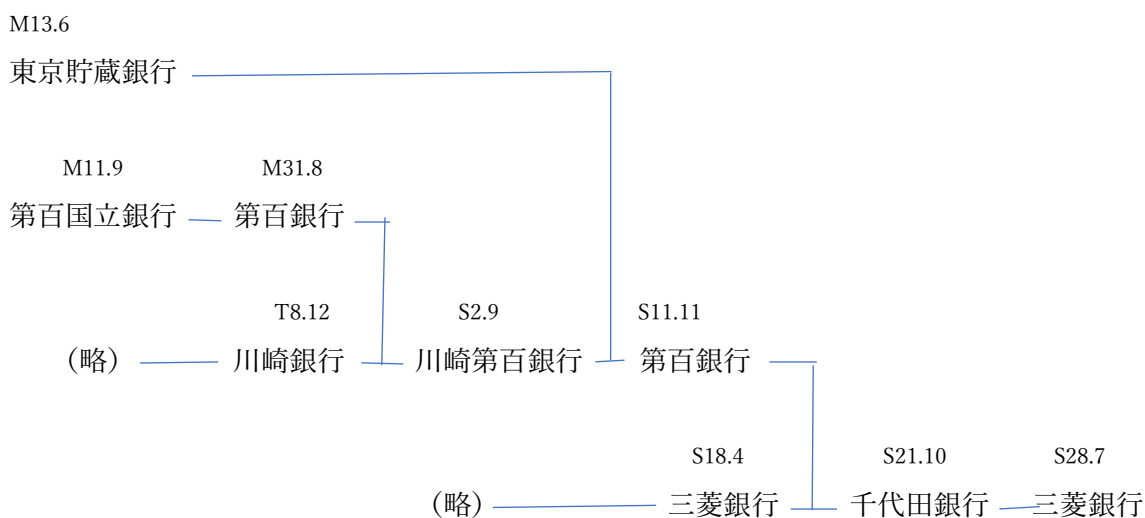 M13.6
東京貯蔵銀行
M11.9 M31.8
第百国立銀行 第百銀行
T8.12 S2.9 S11.11
（略） 川崎銀行 川崎第百銀行 第百銀行
S18.4 S21.10 S28.7
（略） 三菱銀行 千代田銀行 三菱銀行